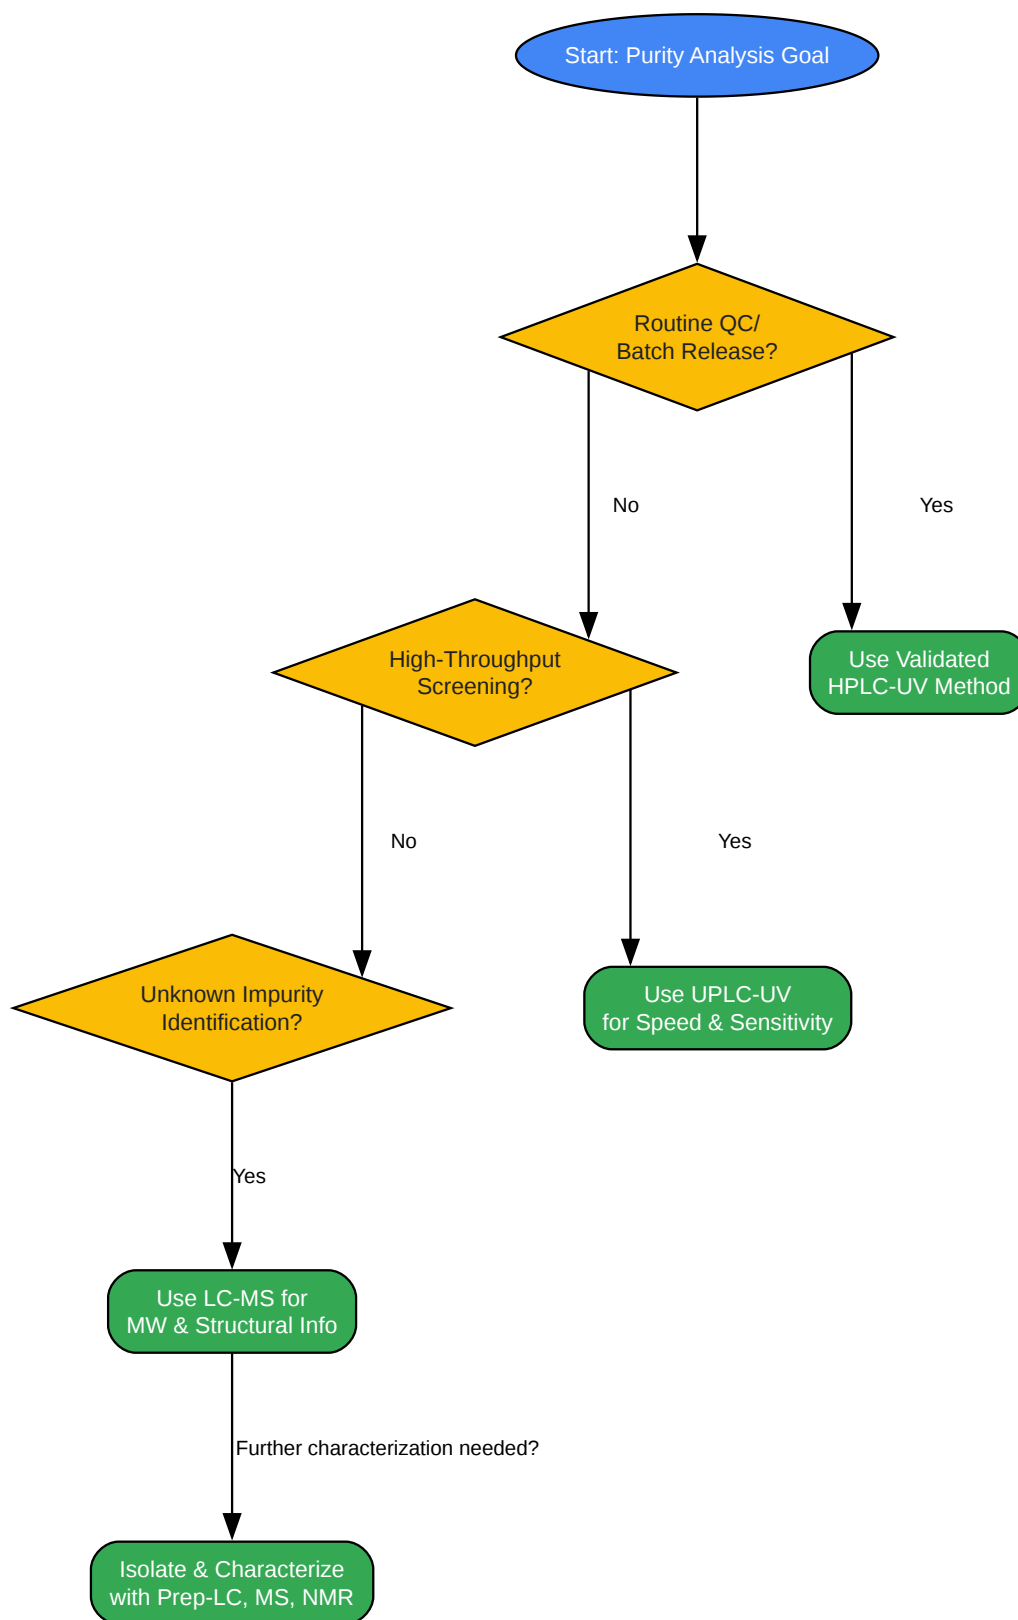 Start: Purity Analysis Goal
Routine QC/
Batch Release?
No
Yes
High-Throughput
Screening?
Use Validated
HPLC-UV Method
No
Yes
Unknown Impurity
Identification?
Use UPLC-UV
for Speed & Sensitivity
Yes
Use LC-MS for
MW & Structural Info
Further characterization needed?
Isolate & Characterize
with Prep-LC, MS, NMR